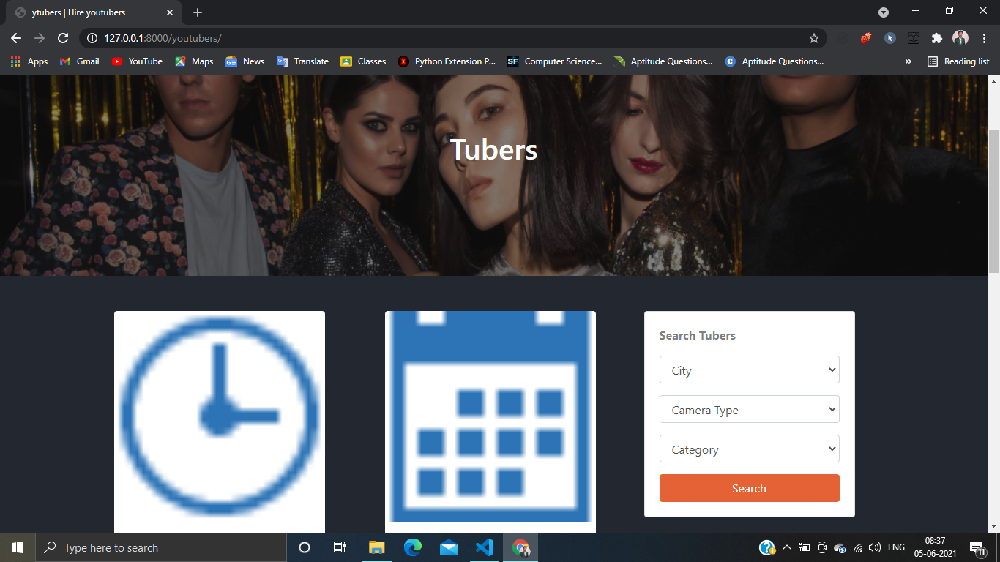 ytubers | Hire youtubers
127.0.0.1:8000/youtubers/
Apps Gmail YouTube Maps News Translate Classes Python Extension P... SF Computer Science... Aptitude Questions... C Aptitude Questions... » Reading list
Tubers
Search Tubers
City
Camera Type
Category
Search
Type here to search
ENG
08:37
05-06-2021
11